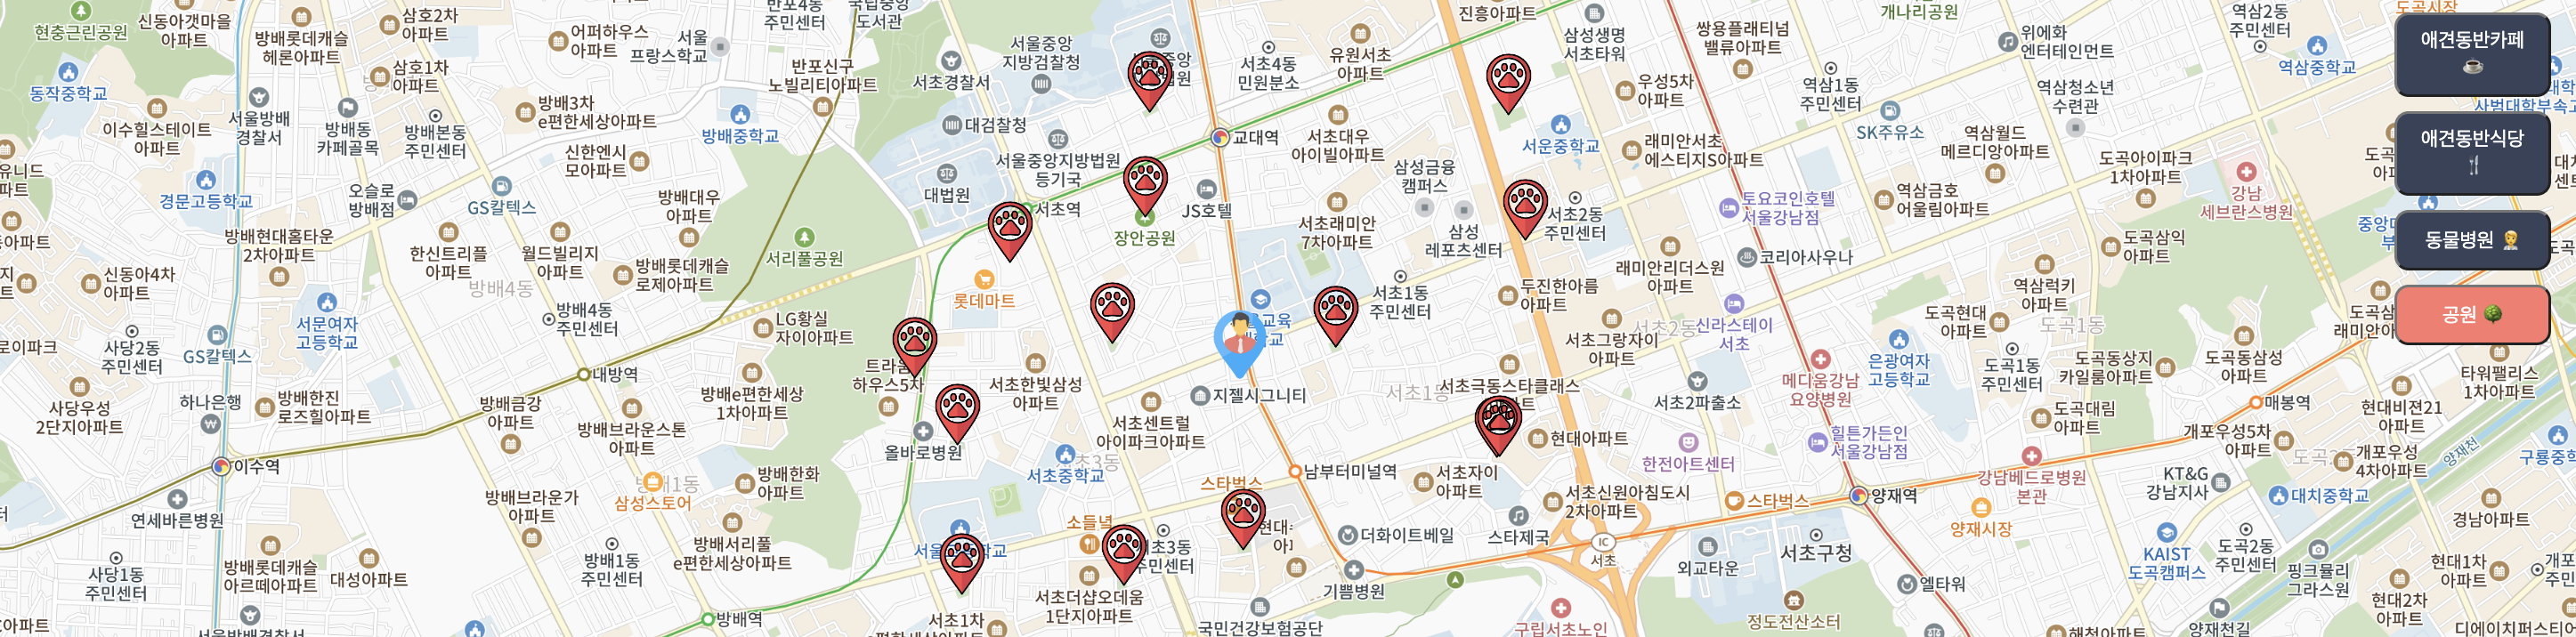 현충근린공원
신동아갯마을
아파트
방배롯데캐슬
헤론아파트
삼호2차
아파트
어퍼하우스
아파트
서울
프랑스학교
반포4동
주민센터
국립중앙
도서관
서울중앙
지방검찰청
서초4동
민원분소
유원서초
아파트
진흥아파트
삼성생명
서초타워
쌍용플래티넘
밸류아파트
개나리공원
위에화
엔터테인먼트
역삼2동
주민센터
도곡시장
역삼중학교
애견동반카페
동작중학교
삼호1차
아파트
반포신구
노빌리티아파트
서초경찰서
우성5차
아파트
역삼1동
주민센터
역삼청소년
수련관
이수힐스테이트
아파트
서울방배
경찰서
방배동
카페골목
방배본동
주민센터
방배3차
e편한세상아파트
방배중학교
대검찰청
교대역
서초대우
아이빌아파트
서운중학교
래미안서초
에스티지S아파트
SK주유소
역삼월드
메르디앙아파트
애견동반식당
신한엔시
모아파트
서울중앙지방법원
등기국
삼성금융
캠퍼스
도곡아이파크
1차아파트
강남
세브란스병원
경문고등학교
오슬로
방배점
GS칼텍스
방배대우
아파트
대법원
서초역
JS호텔
장안공원
서초래미안
7차아파트
삼성
레포츠센터
서초2동
주민센터
토요코인호텔
서울강남점
역삼금호
어울림아파트
동물병원
방배현대홈타운
2차아파트
한신트리플
아파트
월드빌리지
아파트
서리풀공원
래미안리더스원
아파트
코리아사우나
도곡삼익
아파트
신동아4차
아파트
방배4동
방배롯데캐슬
로제아파트
롯데마트
서초1동
주민센터
두진한아름
아파트
역삼럭키
아파트
공원
서문여자
고등학교
방배4동
주민센터
LG황실
자이아파트
서초그랑자이
아파트
서초2동
신라스테이
서초
은광여자
고등학교
도곡현대
아파트
도곡1동
사당2동
주민센터
GS칼텍스
내방역
하우스5차
서초한빛삼성
아파트
지젤시그니티
서초1동
서초극동스타클래스
메디움강남
요양병원
도곡1동
주민센터
도곡동상지
카일룸아파트
도곡동삼성
아파트
타워팰리스
1차아파트
사당우성
2단지아파트
하나은행
방배한진
로즈힐아파트
방배금강
아파트
방배브라운스톤
아파트
방배e편한세상
1차아파트
올바로병원
서초센트럴
아이파크아파트
서초2파출소
현대아파트
한전아트센터
힐튼가든인
서울강남점
도곡대림
아파트
매봉역
현대비젼21
아파트
개포우성5차
아파트
개포우성
4차아파트
양재천
이수역
연세바른병원
방배브라운가
아파트
삼성스토어
방배한화
아파트
서초중학교
스타벅스
남부터미널역
서초자이
아파트
서초신원아침도시
2차아파트
스타벅스
양재역
강남베드로병원
본관
KT&G
강남지사
대치중학교
양재시장
경남아파트
사당1동
주민센터
방배롯데캐슬
아르떼아파트
대성아파트
방배1동
주민센터
방배서리풀
e편한세상아파트
소들녘
더화이트베일
스타제국
IC
서초
외교타운
서초구청
KAIST
도곡캠퍼스
도곡2동
주민센터
핑크뮬리
그라스원
현대1차
아파트
방배역
서초1차
서초더샵오데움
1단지아파트
기쁨병원
국민건강보험공단
구립서초노인
정도전산소터
엘타워
양재천길
현대2차
아파트